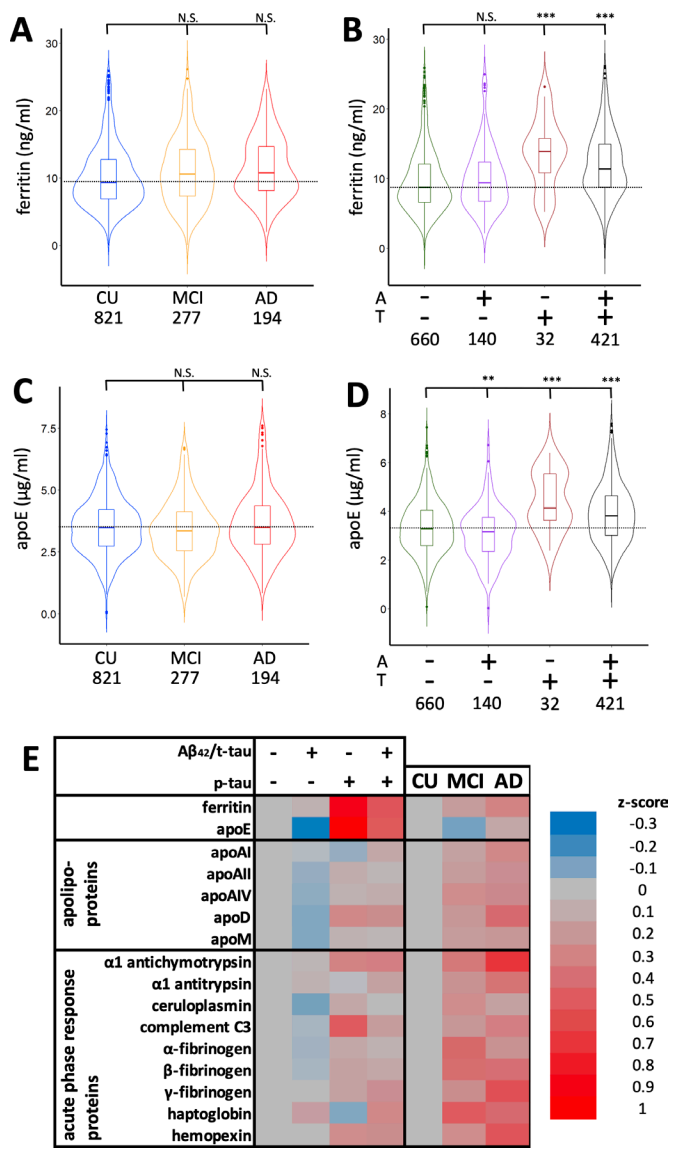 A
N.S.
N.S.
30
20
10
0
ferritin (ng/ml)
CU
MCI
AD
821
277
194
B
N.S.
***
***
30
20
10
0
ferritin (ng/ml)
A - + - +
T - - + +
660 140 32 421
C
N.S.
N.S.
7.5
5.0
2.5
0.0
apoE (µg/ml)
CU
MCI
AD
821
277
194
D
**
***
***
8
6
4
2
0
apoE (µg/ml)
A - + - +
T - - + +
660 140 32 421
E
Aβ42/t-tau - + - +
p-tau - - + + CU MCI AD
ferritin
apoE
apolipo-
proteins
apoAI
apoAII
apoAIV
apoD
apoM
acute phase response
proteins
α1 antichymotrypsin
α1 antitrypsin
ceruloplasmin
complement C3
α-fibrinogen
β-fibrinogen
γ-fibrinogen
haptoglobin
hemopexin
z-score
-0.3
-0.2
-0.1
0
0.1
0.2
0.3
0.4
0.5
0.6
0.7
0.8
0.9
1